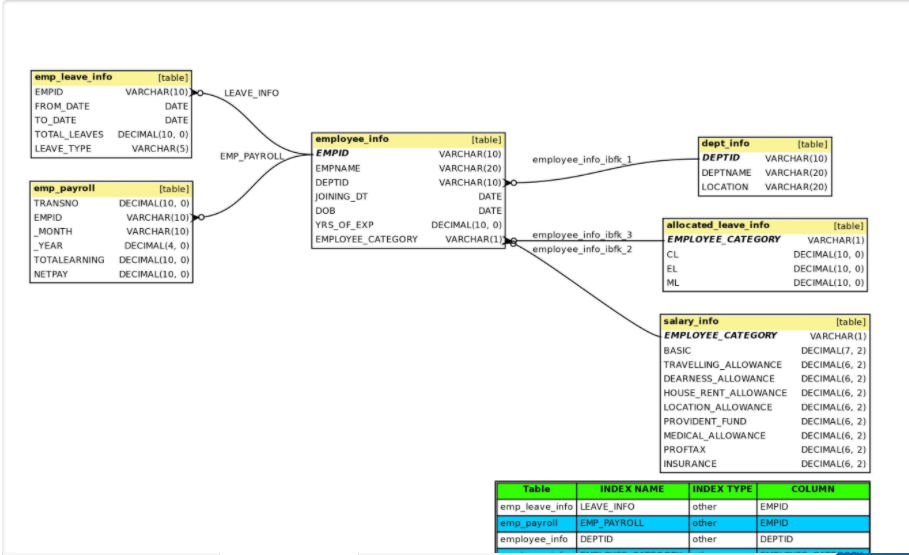 emp_leave_info [table]
EMPID VARCHAR(10)
FROM_DATE DATE
TO_DATE DATE
TOTAL_LEAVES DECIMAL(10, 0)
LEAVE_TYPE VARCHAR(5)
LEAVE_INFO
EMP_PAYROLL
emp_payroll [table]
TRANSNO DECIMAL(10, 0)
EMPID VARCHAR(10)
_MONTH VARCHAR(10)
_YEAR DECIMAL(4, 0)
TOTALEARNING DECIMAL(10, 0)
NETPAY DECIMAL(10, 0)
employee_info [table]
EMPID VARCHAR(10)
EMPNAME VARCHAR(20)
DEPTID VARCHAR(10)
JOINING_DT DATE
DOB DATE
YRS_OF_EXP DECIMAL(10, 0)
EMPLOYEE_CATEGORY VARCHAR(1)
employee_info_ibfk_1
employee_info_ibfk_3
employee_info_ibfk_2
dept_info [table]
DEPTID VARCHAR(10)
DEPTNAME VARCHAR(20)
LOCATION VARCHAR(20)
allocated_leave_info [table]
EMPLOYEE_CATEGORY VARCHAR(1)
CL DECIMAL(10, 0)
EL DECIMAL(10, 0)
ML DECIMAL(10, 0)
salary_info [table]
EMPLOYEE_CATEGORY VARCHAR(1)
BASIC DECIMAL(7, 2)
TRAVELLING_ALLOWANCE DECIMAL(6, 2)
DEARNESS_ALLOWANCE DECIMAL(6, 2)
HOUSE_RENT_ALLOWANCE DECIMAL(6, 2)
LOCATION_ALLOWANCE DECIMAL(6, 2)
PROVIDENT_FUND DECIMAL(6, 2)
MEDICAL_ALLOWANCE DECIMAL(6, 2)
PROFTAX DECIMAL(6, 2)
INSURANCE DECIMAL(6, 2)
Table INDEX NAME INDEX TYPE COLUMN
emp_leave_info LEAVE_INFO other EMPID
emp_payroll EMP_PAYROLL other EMPID
employee_info DEPTID other DEPTID